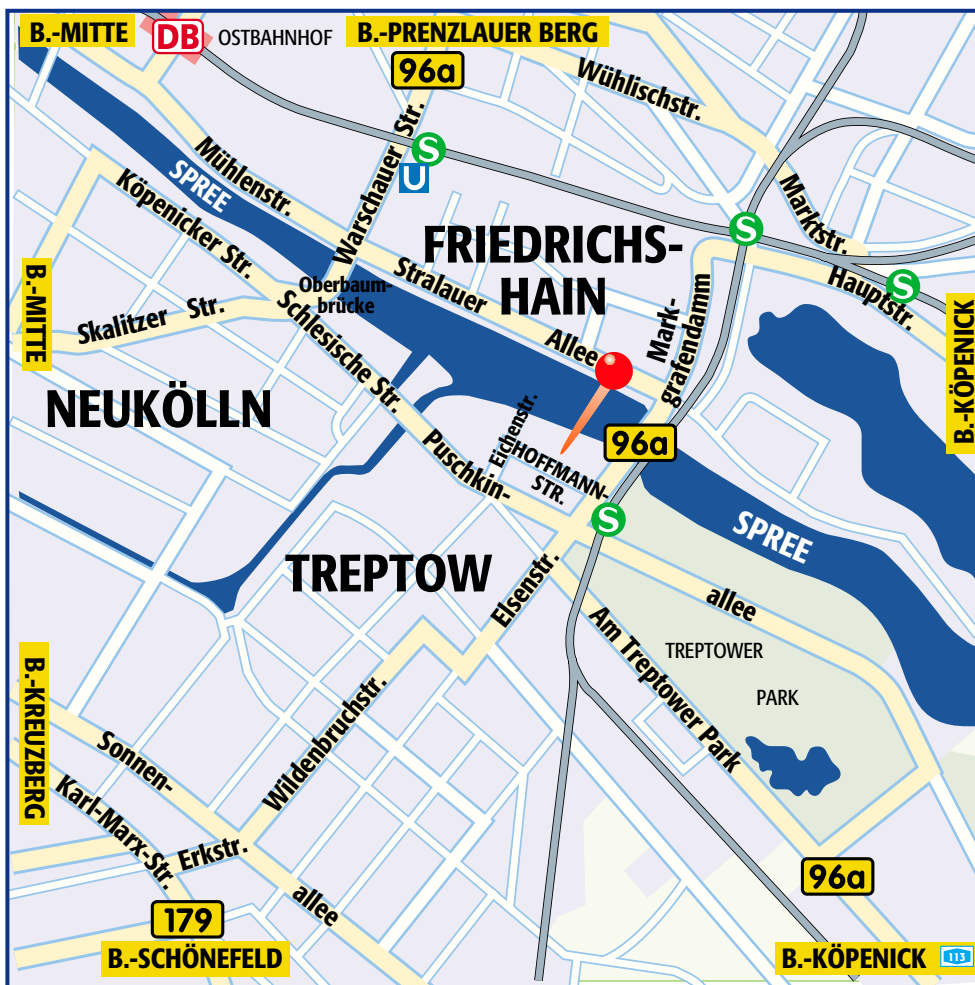 B.-MITTE
DB
OSTBAHNHOF
B.-PRENZLAUER BERG
96a
Wühlischstr.
S
U
Mühlenstr.
SPREE
Köpenicker Str.
Warschauer Str.
Marktstr.
S
Hauptstr.
S
FRIEDRICHS-
HAIN
Stralauer
Allee
Mark-
grafendamm
B.-MITTE
Oberbaum-
brücke
Skalitzer Str.
Schlesische Str.
B.-KÖPENICK
NEUKÖLLN
Eichenstr.
HOFFMANN-
STR.
96a
Puschkin-
allee
S
SPREE
TREPTOW
Elsenstr.
Am Treptower Park
TREPTOWER
PARK
B.-KREUZBERG
Wildenbruchstr.
Sonnen-
allee
Karl-Marx-Str.
Erkstr.
96a
179
B.-SCHÖNEFELD
B.-KÖPENICK
113